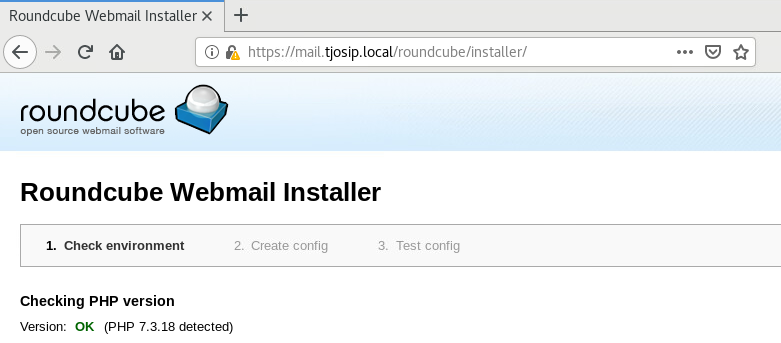 Roundcube Webmail Installer
https://mail.tjosip.local/roundcube/installer/
roundcube
open source webmail software
Roundcube Webmail Installer
1. Check environment 2. Create config 3. Test config
Checking PHP version
Version: OK (PHP 7.3.18 detected)